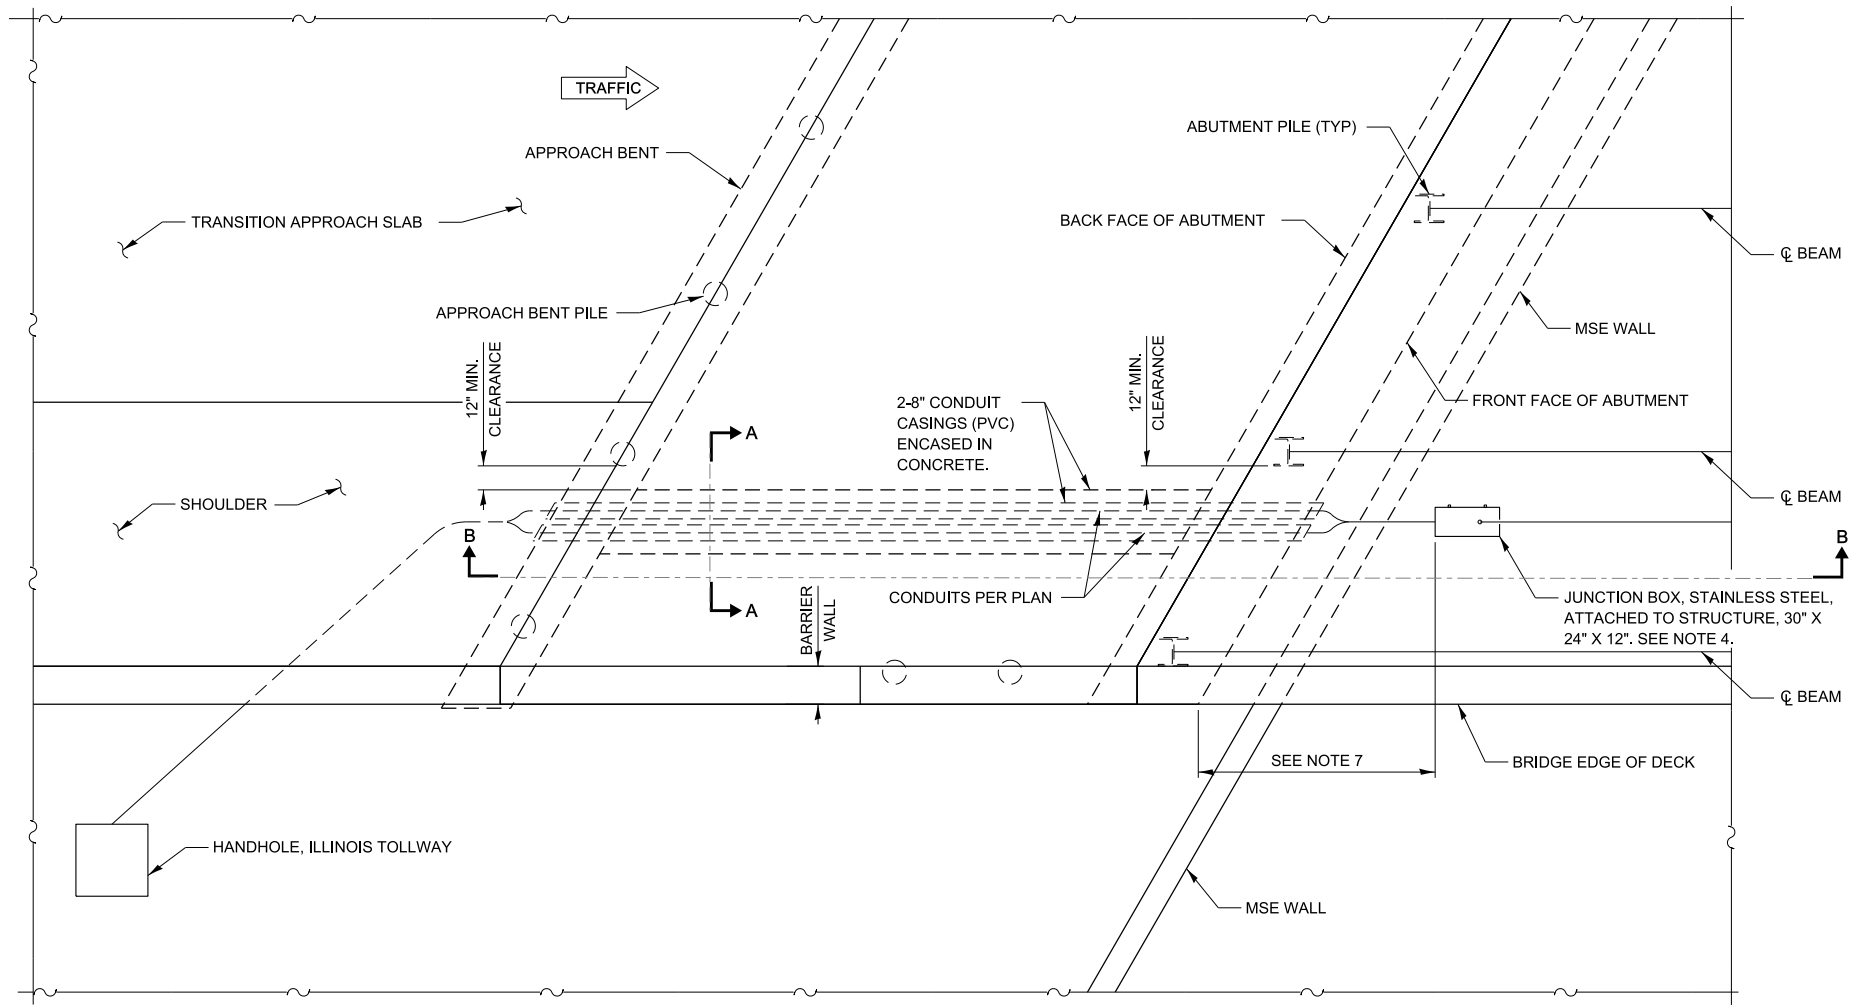 TRAFFIC
ABUTMENT PILE (TYP)
APPROACH BENT
TRANSITION APPROACH SLAB
BACK FACE OF ABUTMENT
℄ BEAM
APPROACH BENT PILE
MSE WALL
12" MIN.
CLEARANCE
12" MIN.
CLEARANCE
2-8" CONDUIT
CASINGS (PVC)
ENCASED IN
CONCRETE.
FRONT FACE OF ABUTMENT
A
SHOULDER
℄ BEAM
B
B
CONDUITS PER PLAN
JUNCTION BOX, STAINLESS STEEL,
ATTACHED TO STRUCTURE, 30" X
24" X 12". SEE NOTE 4.
A
BARRIER
WALL
℄ BEAM
SEE NOTE 7
BRIDGE EDGE OF DECK
HANDHOLE, ILLINOIS TOLLWAY
MSE WALL